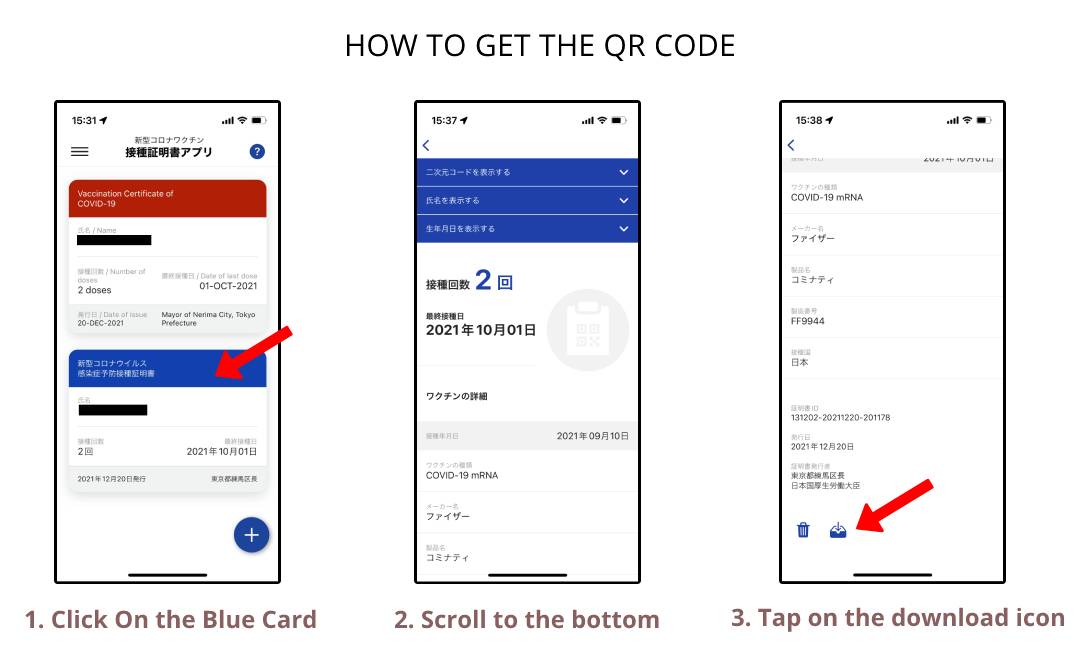 HOW TO GET THE QR CODE
15:31
新型コロナワクチン
接種証明書アプリ
?
Vaccination Certificate of
COVID-19
氏名 / Name
接種回数 / Number of
doses
2 doses
最終接種日 / Date of last dose
01-OCT-2021
発行日 / Date of issue
20-DEC-2021
Mayor of Nerima City, Tokyo
Prefecture
新型コロナウイルス
感染症予防接種証明書
氏名
接種回数
2回
最終接種日
2021年10月01日
2021年12月20日発行
東京都練馬区長
1. Click On the Blue Card
15:37
二次元コードを表示する
氏名を表示する
生年月日を表示する
接種回数 2 回
最終接種日
2021年10月01日
ワクチンの詳細
接種年月日
2021年09月10日
ワクチンの種類
COVID-19 mRNA
メーカー名
ファイザー
製品名
コミナティ
2. Scroll to the bottom
15:38
接種年月日
2021年10月01日
ワクチンの種類
COVID-19 mRNA
メーカー名
ファイザー
製品名
コミナティ
製造番号
FF9944
接種国
日本
証明書ID
131202-20211220-201178
発行日
2021年12月20日
証明書発行者
東京都練馬区長
日本国厚生労働大臣
3. Tap on the download icon